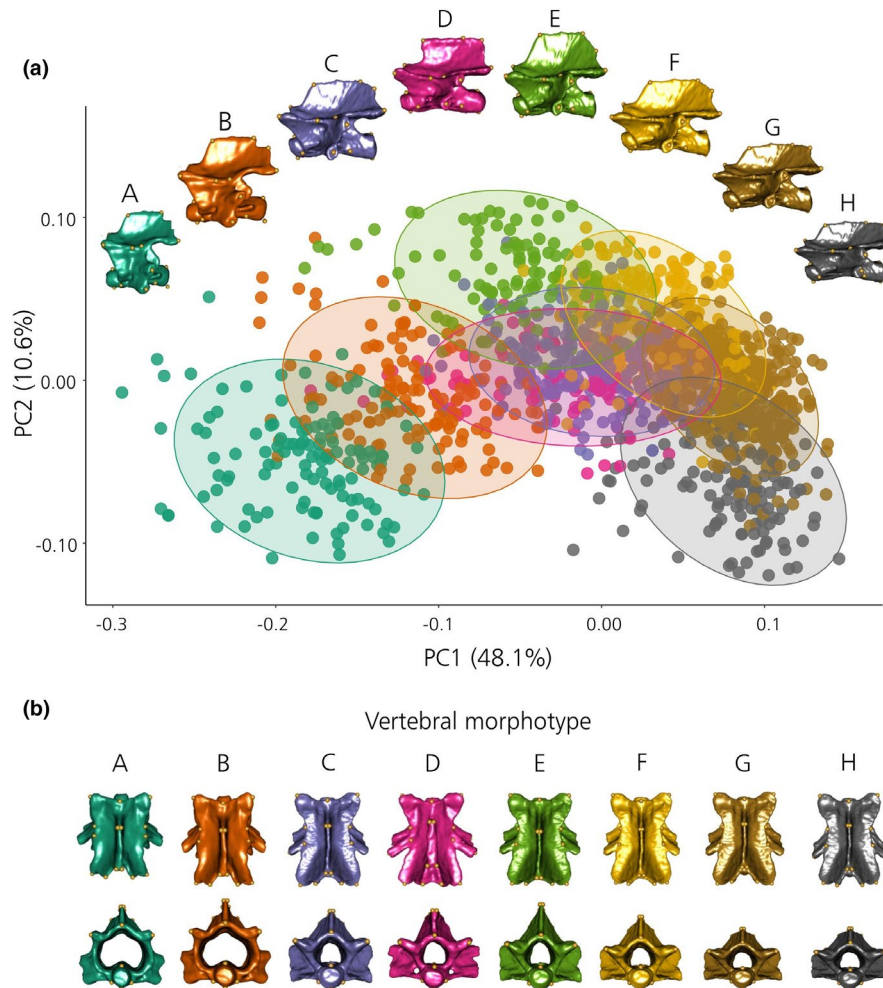 (a)
A
B
C
D
E
F
G
H
PC2 (10.6%)
0.10
0.00
-0.10
-0.3
-0.2
-0.1
0.00
0.1
PC1 (48.1%)
(b)
Vertebral morphotype
A B C D E F G H